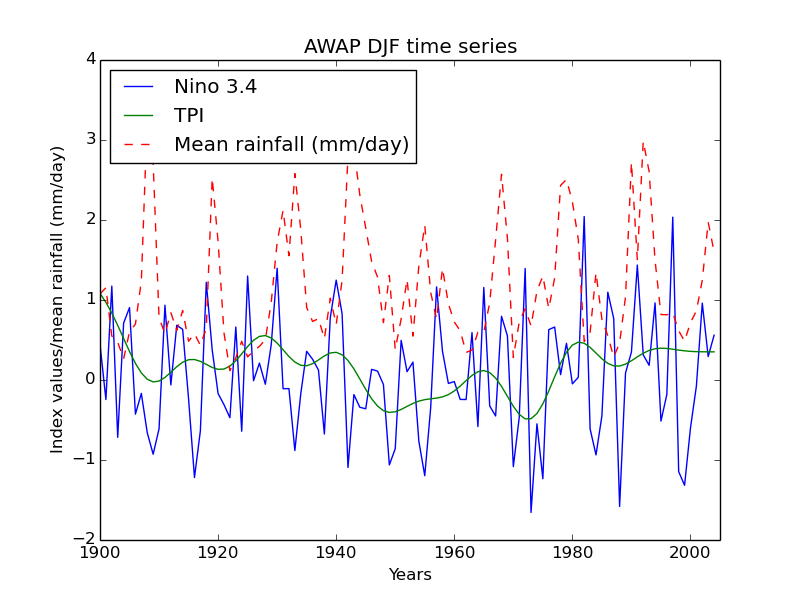 AWAP DJF time series
Nino 3.4
TPI
Mean rainfall (mm/day)
Index values/mean rainfall (mm/day)
4
3
2
1
0
−1
−2
1900 1920 1940 1960 1980 2000
Years